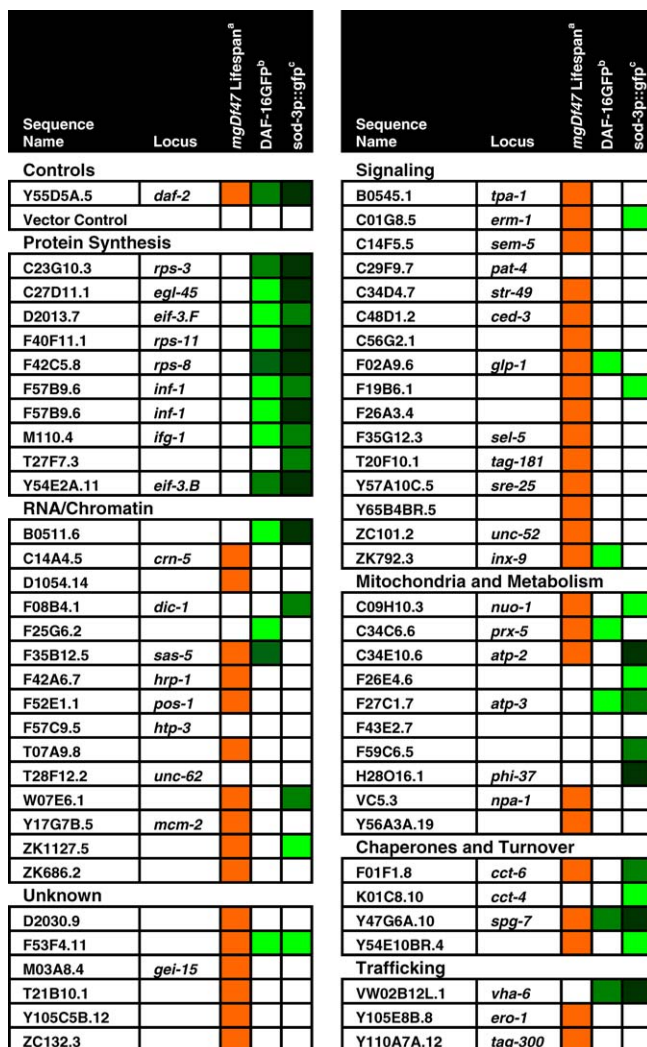 Sequence Name Locus mgDf47 Lifespan^a DAF-16GFP^b sod-3p::gfp^c
Controls
Y55D5A.5 daf-2
Vector Control
Protein Synthesis
C23G10.3 rps-3
C27D11.1 egl-45
D2013.7 eif-3.F
F40F11.1 rps-11
F42C5.8 rps-8
F57B9.6 inf-1
F57B9.6 inf-1
M110.4 ifg-1
T27F7.3
Y54E2A.11 eif-3.B
RNA/Chromatin
B0511.6
C14A4.5 crn-5
D1054.14
F08B4.1 dic-1
F25G6.2
F35B12.5 sas-5
F42A6.7 hrp-1
F52E1.1 pos-1
F57C9.5 htp-3
T07A9.8
T28F12.2 unc-62
W07E6.1
Y17G7B.5 mcm-2
ZK1127.5
ZK686.2
Unknown
D2030.9
F53F4.11
M03A8.4 gei-15
T21B10.1
Y105C5B.12
ZC132.3
Sequence Name Locus mgDf47 Lifespan^a DAF-16GFP^b sod-3p::gfp^c
Signaling
B0545.1 tpa-1
C01G8.5 erm-1
C14F5.5 sem-5
C29F9.7 pat-4
C34D4.7 str-49
C48D1.2 ced-3
C56G2.1
F02A9.6 glp-1
F19B6.1
F26A3.4
F35G12.3 sel-5
T20F10.1 tag-181
Y57A10C.5 sre-25
Y65B4BR.5
ZC101.2 unc-52
ZK792.3 inx-9
Mitochondria and Metabolism
C09H10.3 nuo-1
C34C6.6 prx-5
C34E10.6 atp-2
F26E4.6
F27C1.7 atp-3
F43E2.7
F59C6.5
H28O16.1 phi-37
VC5.3 npa-1
Y56A3A.19
Chaperones and Turnover
F01F1.8 cct-6
K01C8.10 cct-4
Y47G6A.10 spg-7
Y54E10BR.4
Trafficking
VW02B12L.1 vha-6
Y105E8B.8 ero-1
Y110A7A.12 tag-300